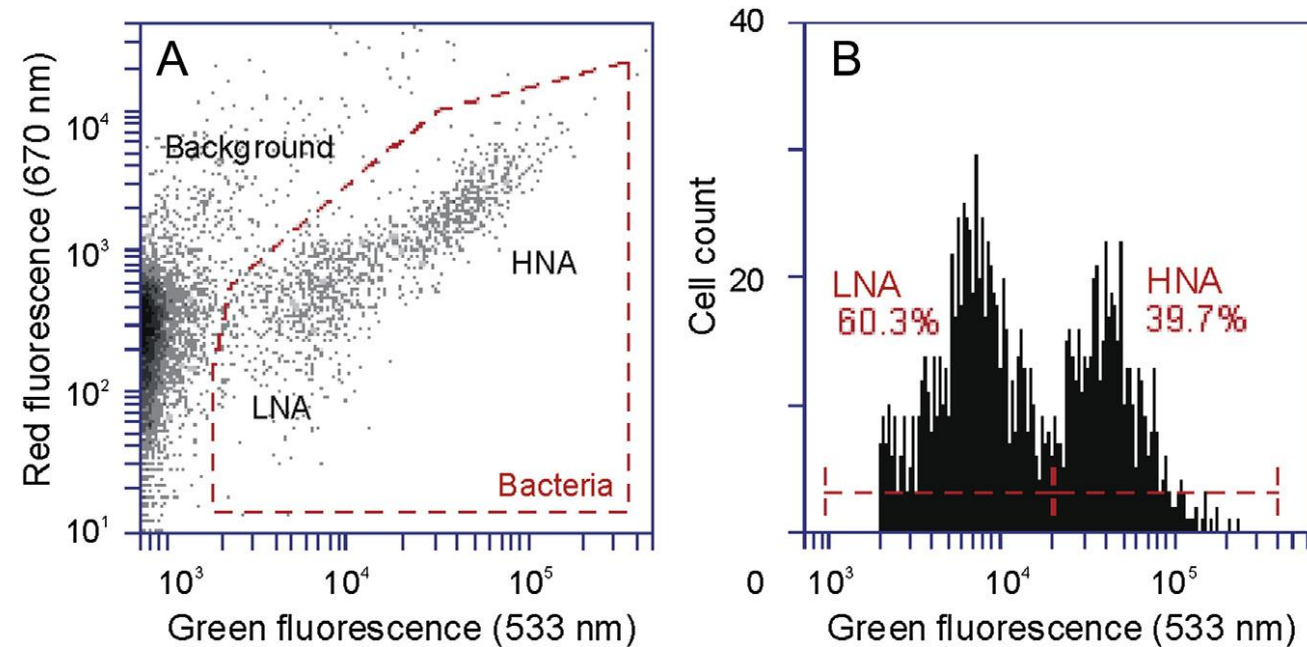 A
Red fluorescence (670 nm)
10⁴
10³
10²
10¹
Background
HNA
LNA
Bacteria
10³ 10⁴ 10⁵
Green fluorescence (533 nm)
B
Cell count
40
20
0
LNA
60.3%
HNA
39.7%
10³ 10⁴ 10⁵
Green fluorescence (533 nm)